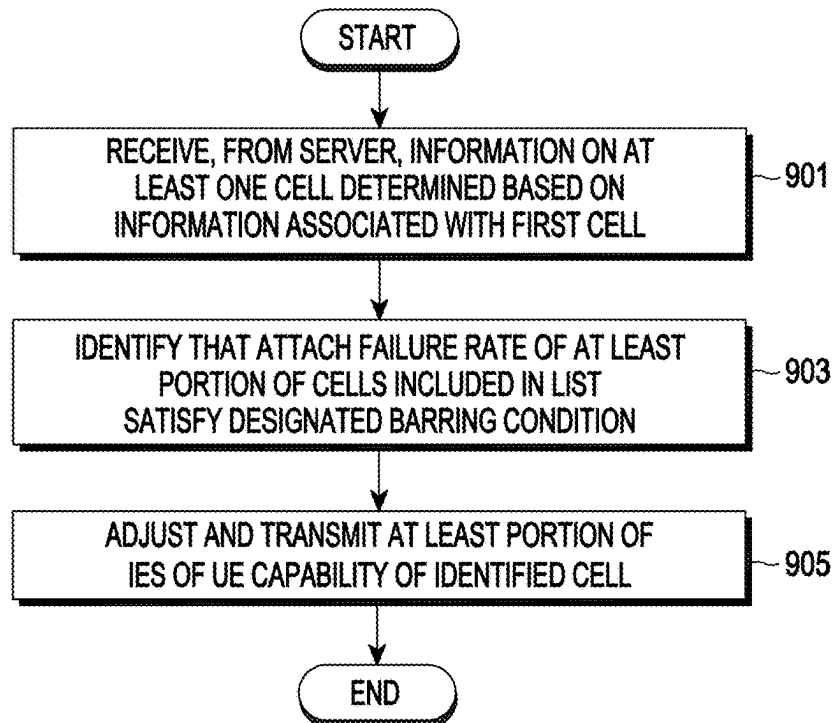 START
RECEIVE, FROM SERVER, INFORMATION ON AT
LEAST ONE CELL DETERMINED BASED ON
INFORMATION ASSOCIATED WITH FIRST CELL
901
IDENTIFY THAT ATTACH FAILURE RATE OF AT LEAST
PORTION OF CELLS INCLUDED IN LIST
SATISFY DESIGNATED BARRING CONDITION
903
ADJUST AND TRANSMIT AT LEAST PORTION OF
IES OF UE CAPABILITY OF IDENTIFIED CELL
905
END